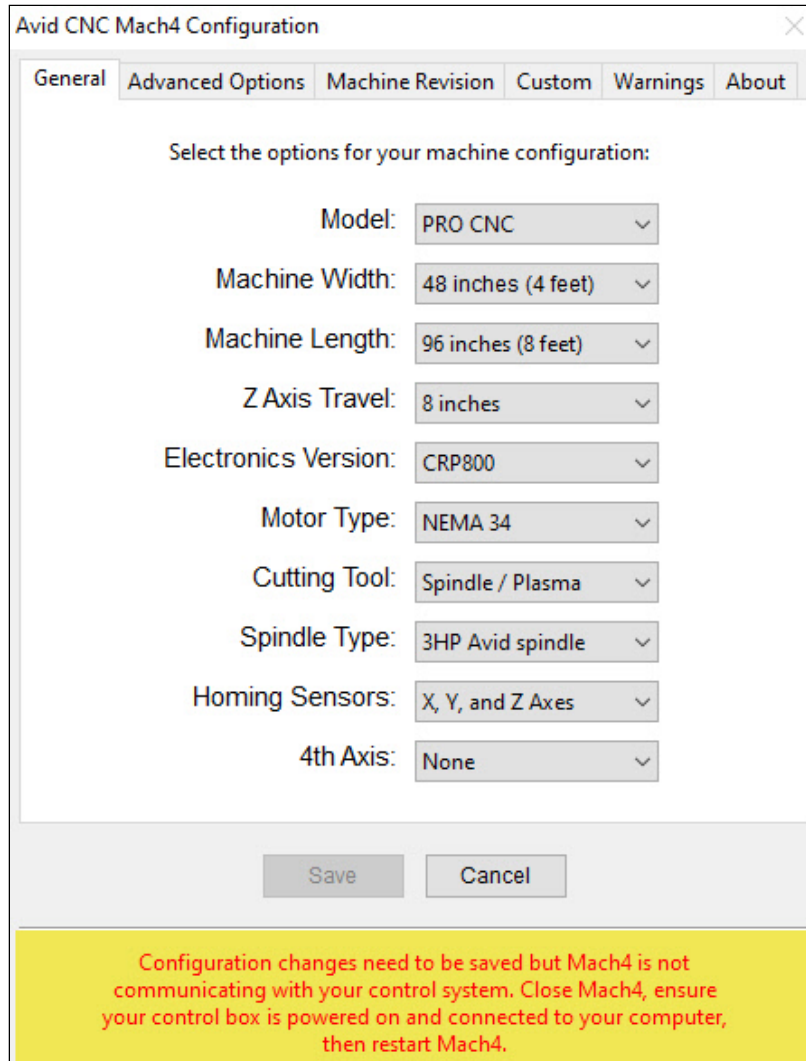 Avid CNC Mach4 Configuration
General Advanced Options Machine Revision Custom Warnings About
Select the options for your machine configuration:
Model: PRO CNC
Machine Width: 48 inches (4 feet)
Machine Length: 96 inches (8 feet)
Z Axis Travel: 8 inches
Electronics Version: CRP800
Motor Type: NEMA 34
Cutting Tool: Spindle / Plasma
Spindle Type: 3HP Avid spindle
Homing Sensors: X, Y, and Z Axes
4th Axis: None
Save Cancel
Configuration changes need to be saved but Mach4 is not
communicating with your control system. Close Mach4, ensure
your control box is powered on and connected to your computer,
then restart Mach4.